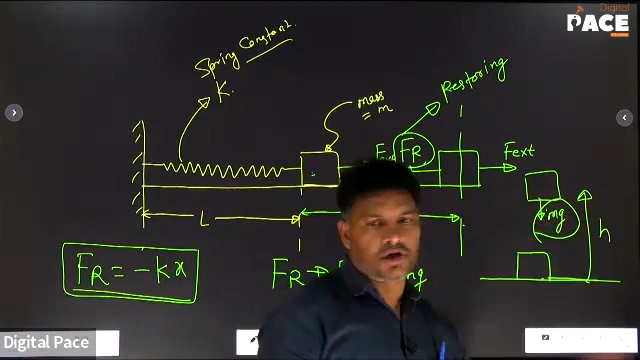 Digital
PACE
Spring Constant.
K.
mass
= m
Restoring
FR
Fext
mg
h
L
FR = -kx
FR →
Digital Pace